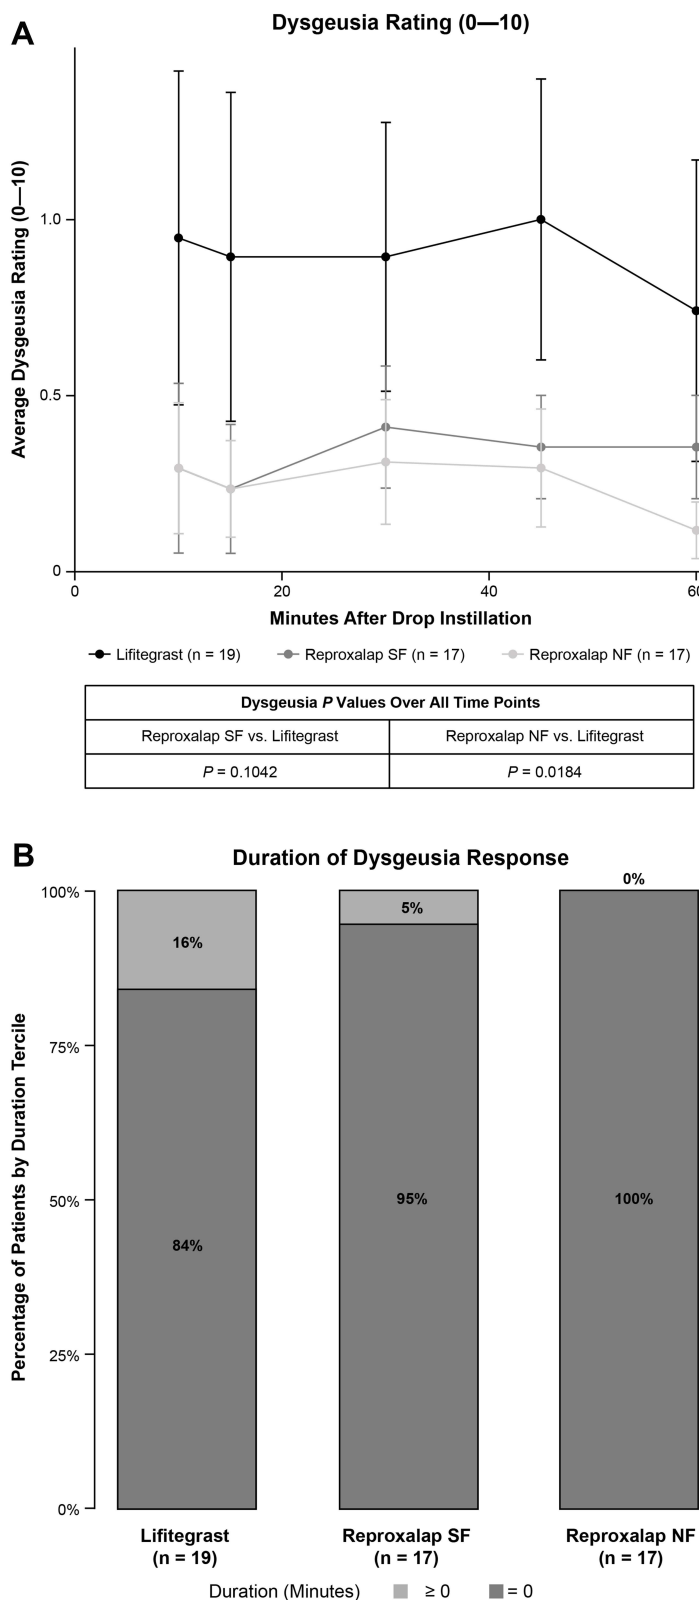 A
Dysgeusia Rating (0—10)
Average Dysgeusia Rating (0—10)
1.0
0.5
0
0 20 40 60
Minutes After Drop Instillation
Lifitegrast (n = 19) Reproxalap SF (n = 17) Reproxalap NF (n = 17)
Dysgeusia P Values Over All Time Points
Reproxalap SF vs. Lifitegrast Reproxalap NF vs. Lifitegrast
P = 0.1042 P = 0.0184
B
Duration of Dysgeusia Response
Percentage of Patients by Duration Tercile
100%
75%
50%
25%
0%
16%
84%
5%
95%
0%
100%
Lifitegrast
(n = 19)
Reproxalap SF
(n = 17)
Reproxalap NF
(n = 17)
Duration (Minutes) ≥ 0 = 0